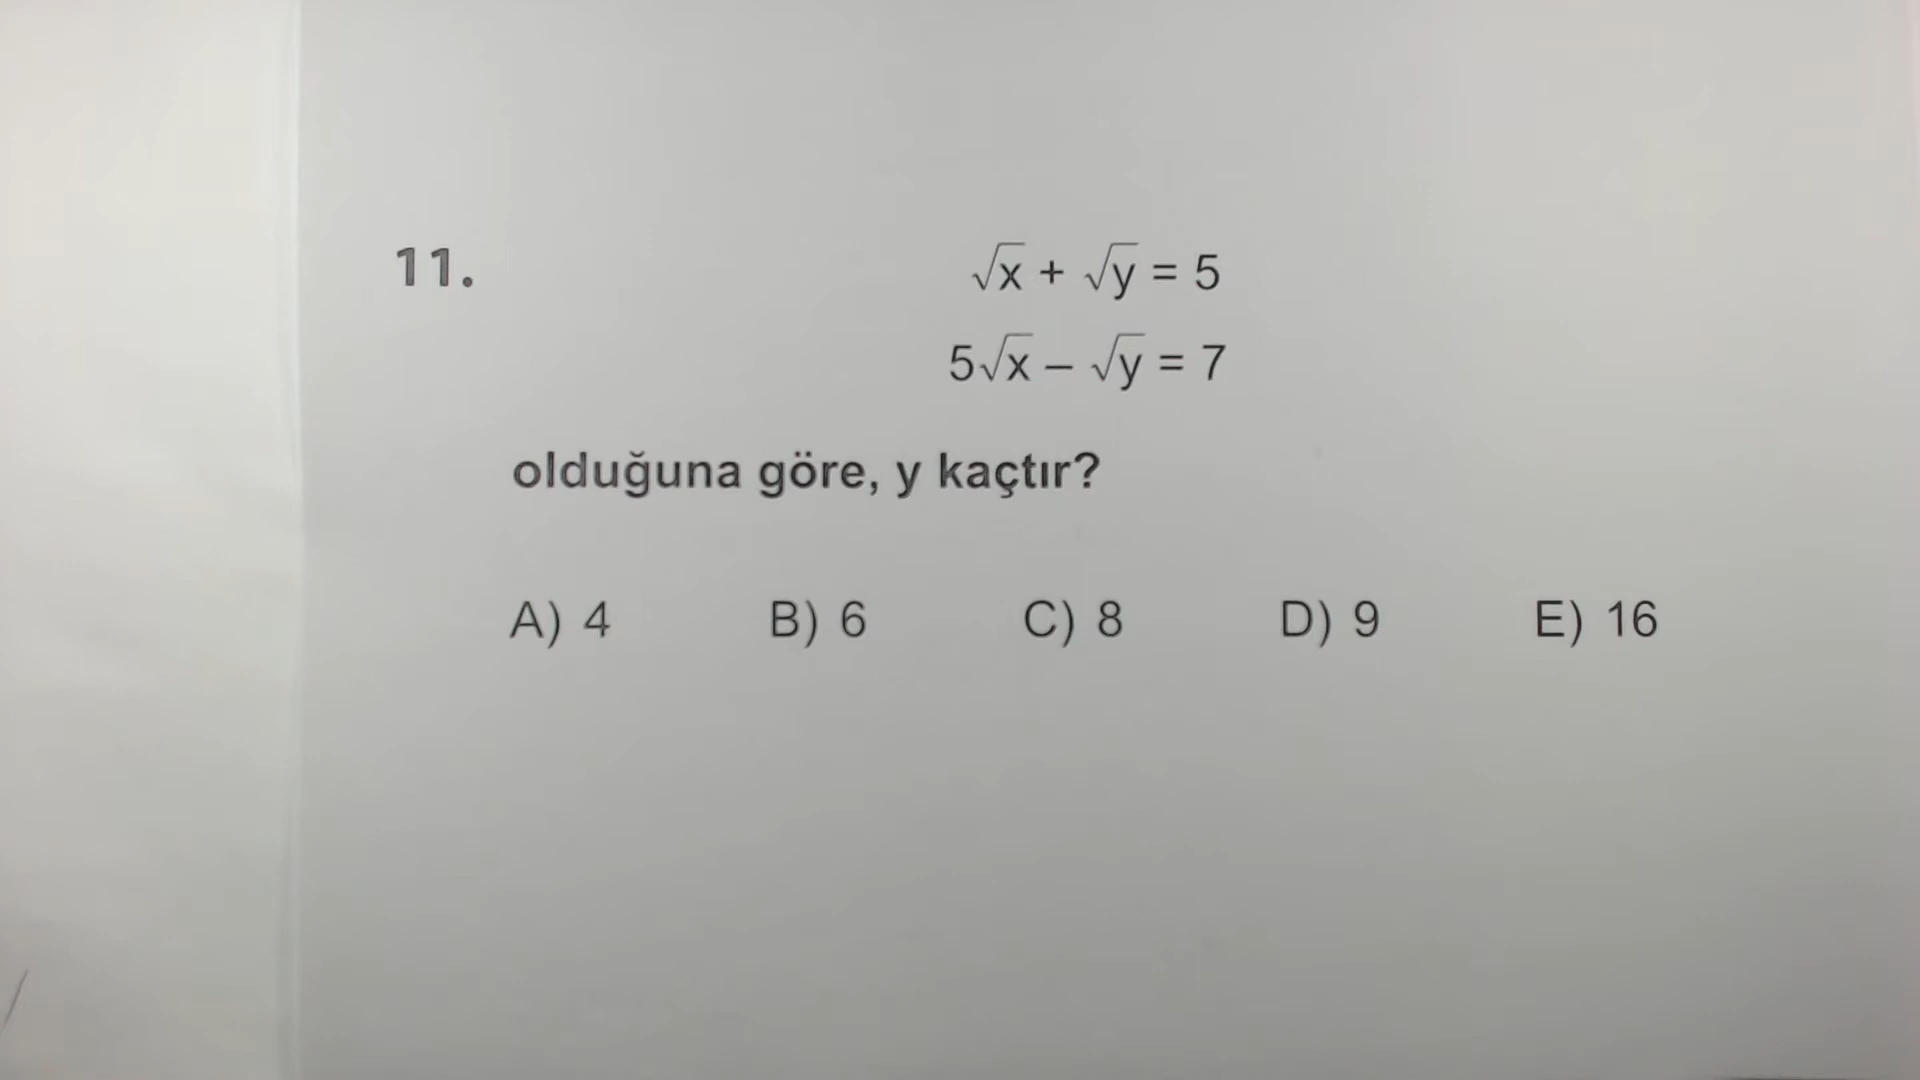 11. √x + √y = 5
5√x – √y = 7
olduğuna göre, y kaçtır?
A) 4 B) 6 C) 8 D) 9 E) 16